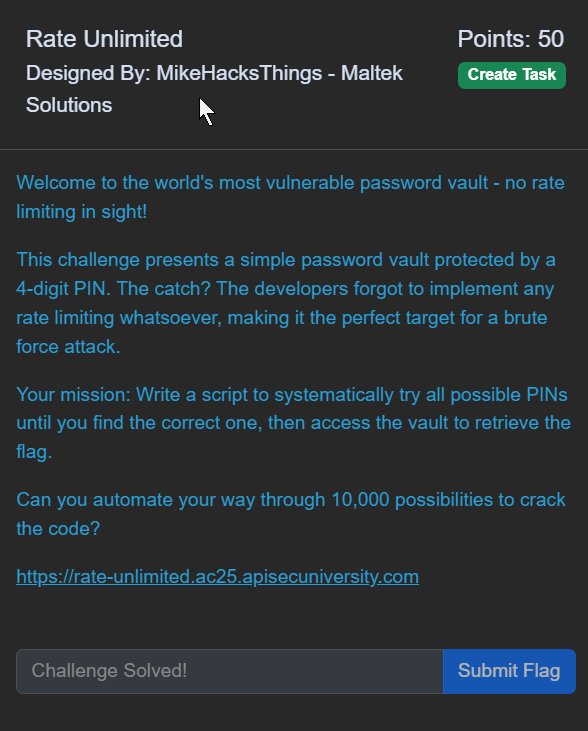 Rate Unlimited
Points: 50
Designed By: MikeHacksThings - Maltek
Solutions
Create Task
Welcome to the world's most vulnerable password vault - no rate
limiting in sight!
This challenge presents a simple password vault protected by a
4-digit PIN. The catch? The developers forgot to implement any
rate limiting whatsoever, making it the perfect target for a brute
force attack.
Your mission: Write a script to systematically try all possible PINs
until you find the correct one, then access the vault to retrieve the
flag.
Can you automate your way through 10,000 possibilities to crack
the code?
https://rate-unlimited.ac25.apisecuniversity.com
Challenge Solved!
Submit Flag